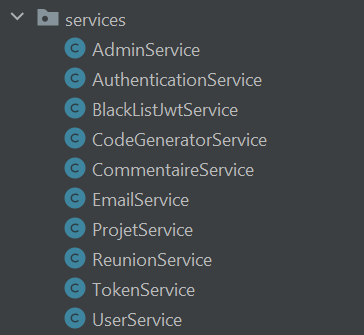 services
AdminService
AuthenticationService
BlackListJwtService
CodeGeneratorService
CommentaireService
EmailService
ProjetService
ReunionService
TokenService
UserService